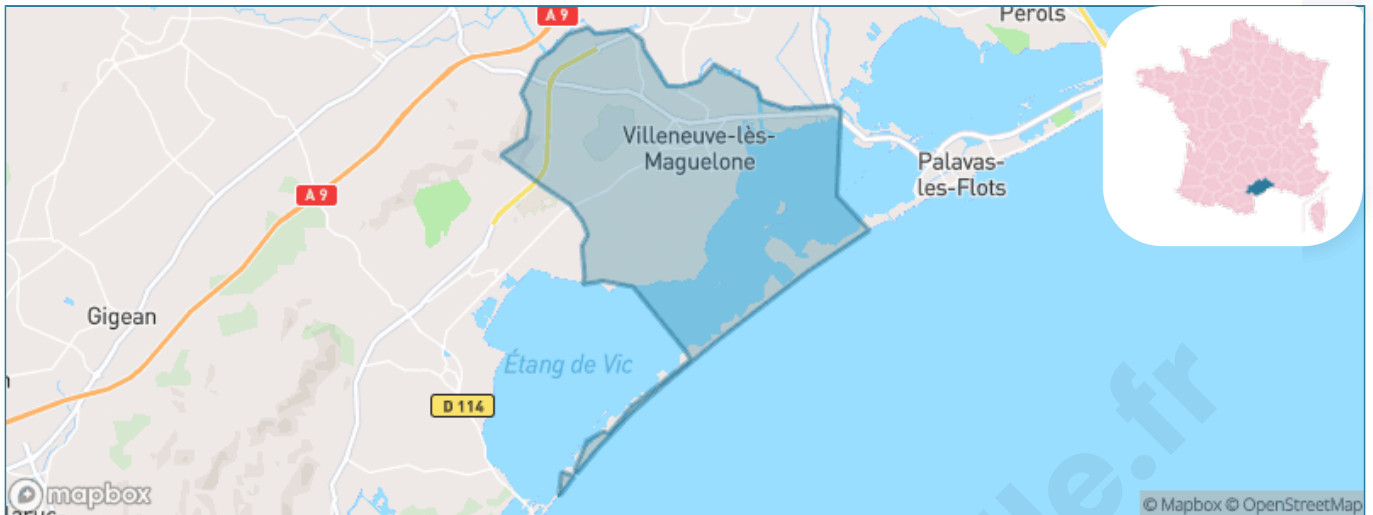 A 9
Pérols
Villeneuve-lès-
Maguelone
Palavas-
les-Flots
A 9
Gigean
Étang de Vic
D 114
mapbox
© Mapbox © OpenStreetMap